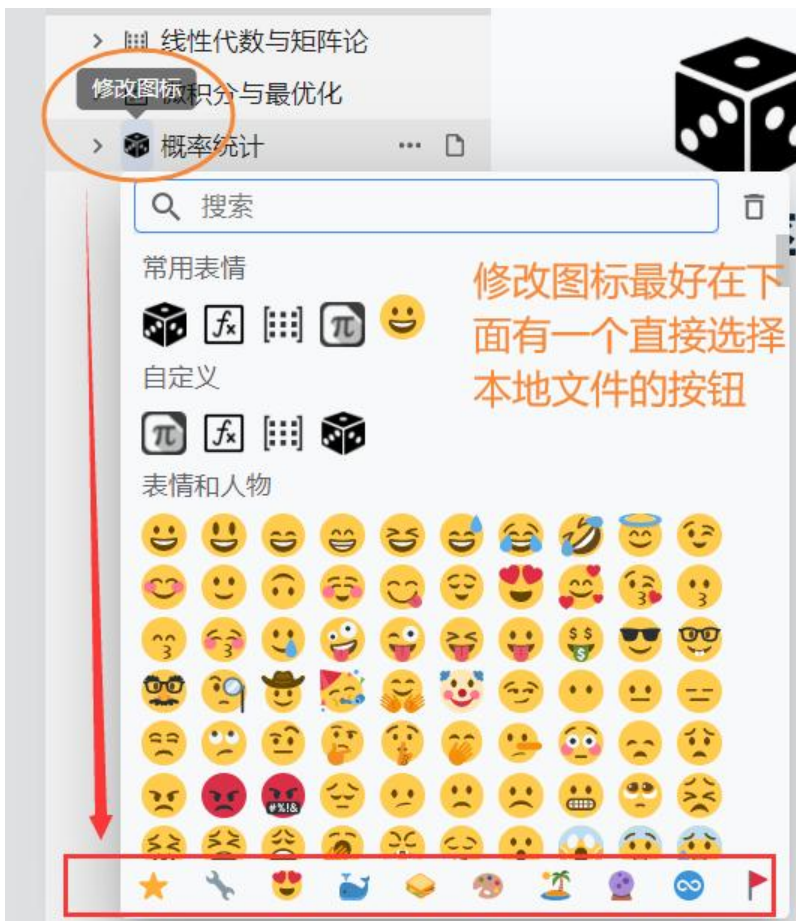 线性代数与矩阵论
修改图标
微积分与最优化
概率统计
搜索
常用表情
修改图标最好在下
面有一个直接选择
本地文件的按钮
自定义
表情和人物